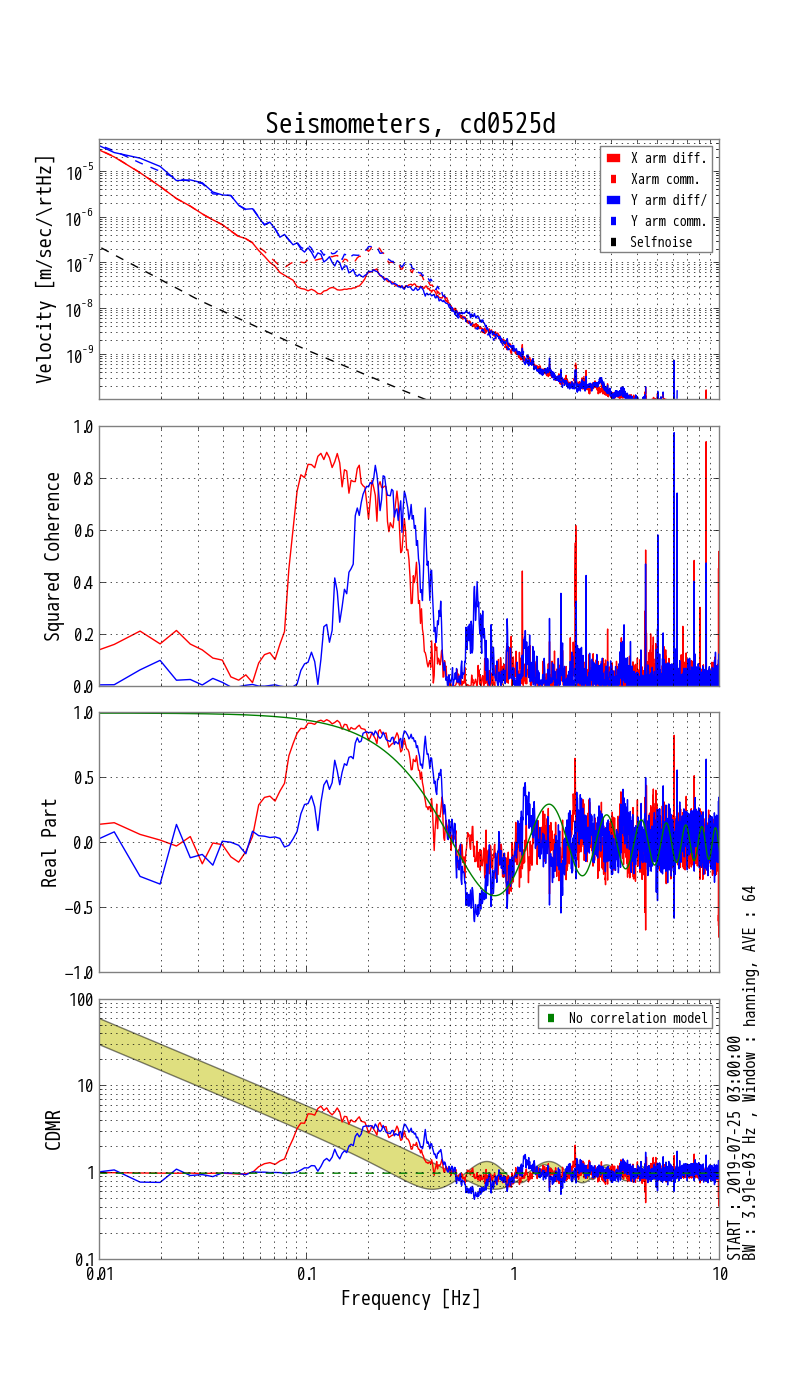 Seismometers, cd0525d
Velocity [m/sec/\rtHz]
10^-5
10^-6
10^-7
10^-8
10^-9
X arm diff.
Xarm comm.
Y arm diff/
Y arm comm.
Selfnoise
Squared Coherence
1.0
0.8
0.6
0.4
0.2
0.0
Real Part
1.0
0.5
0.0
−0.5
−1.0
CDMR
100
10
1
0.1
No correlation model
0.01
0.1
1
10
Frequency [Hz]
START : 2019-07-25 03:00:00
BW : 3.91e-03 Hz , Window : hanning, AVE : 64